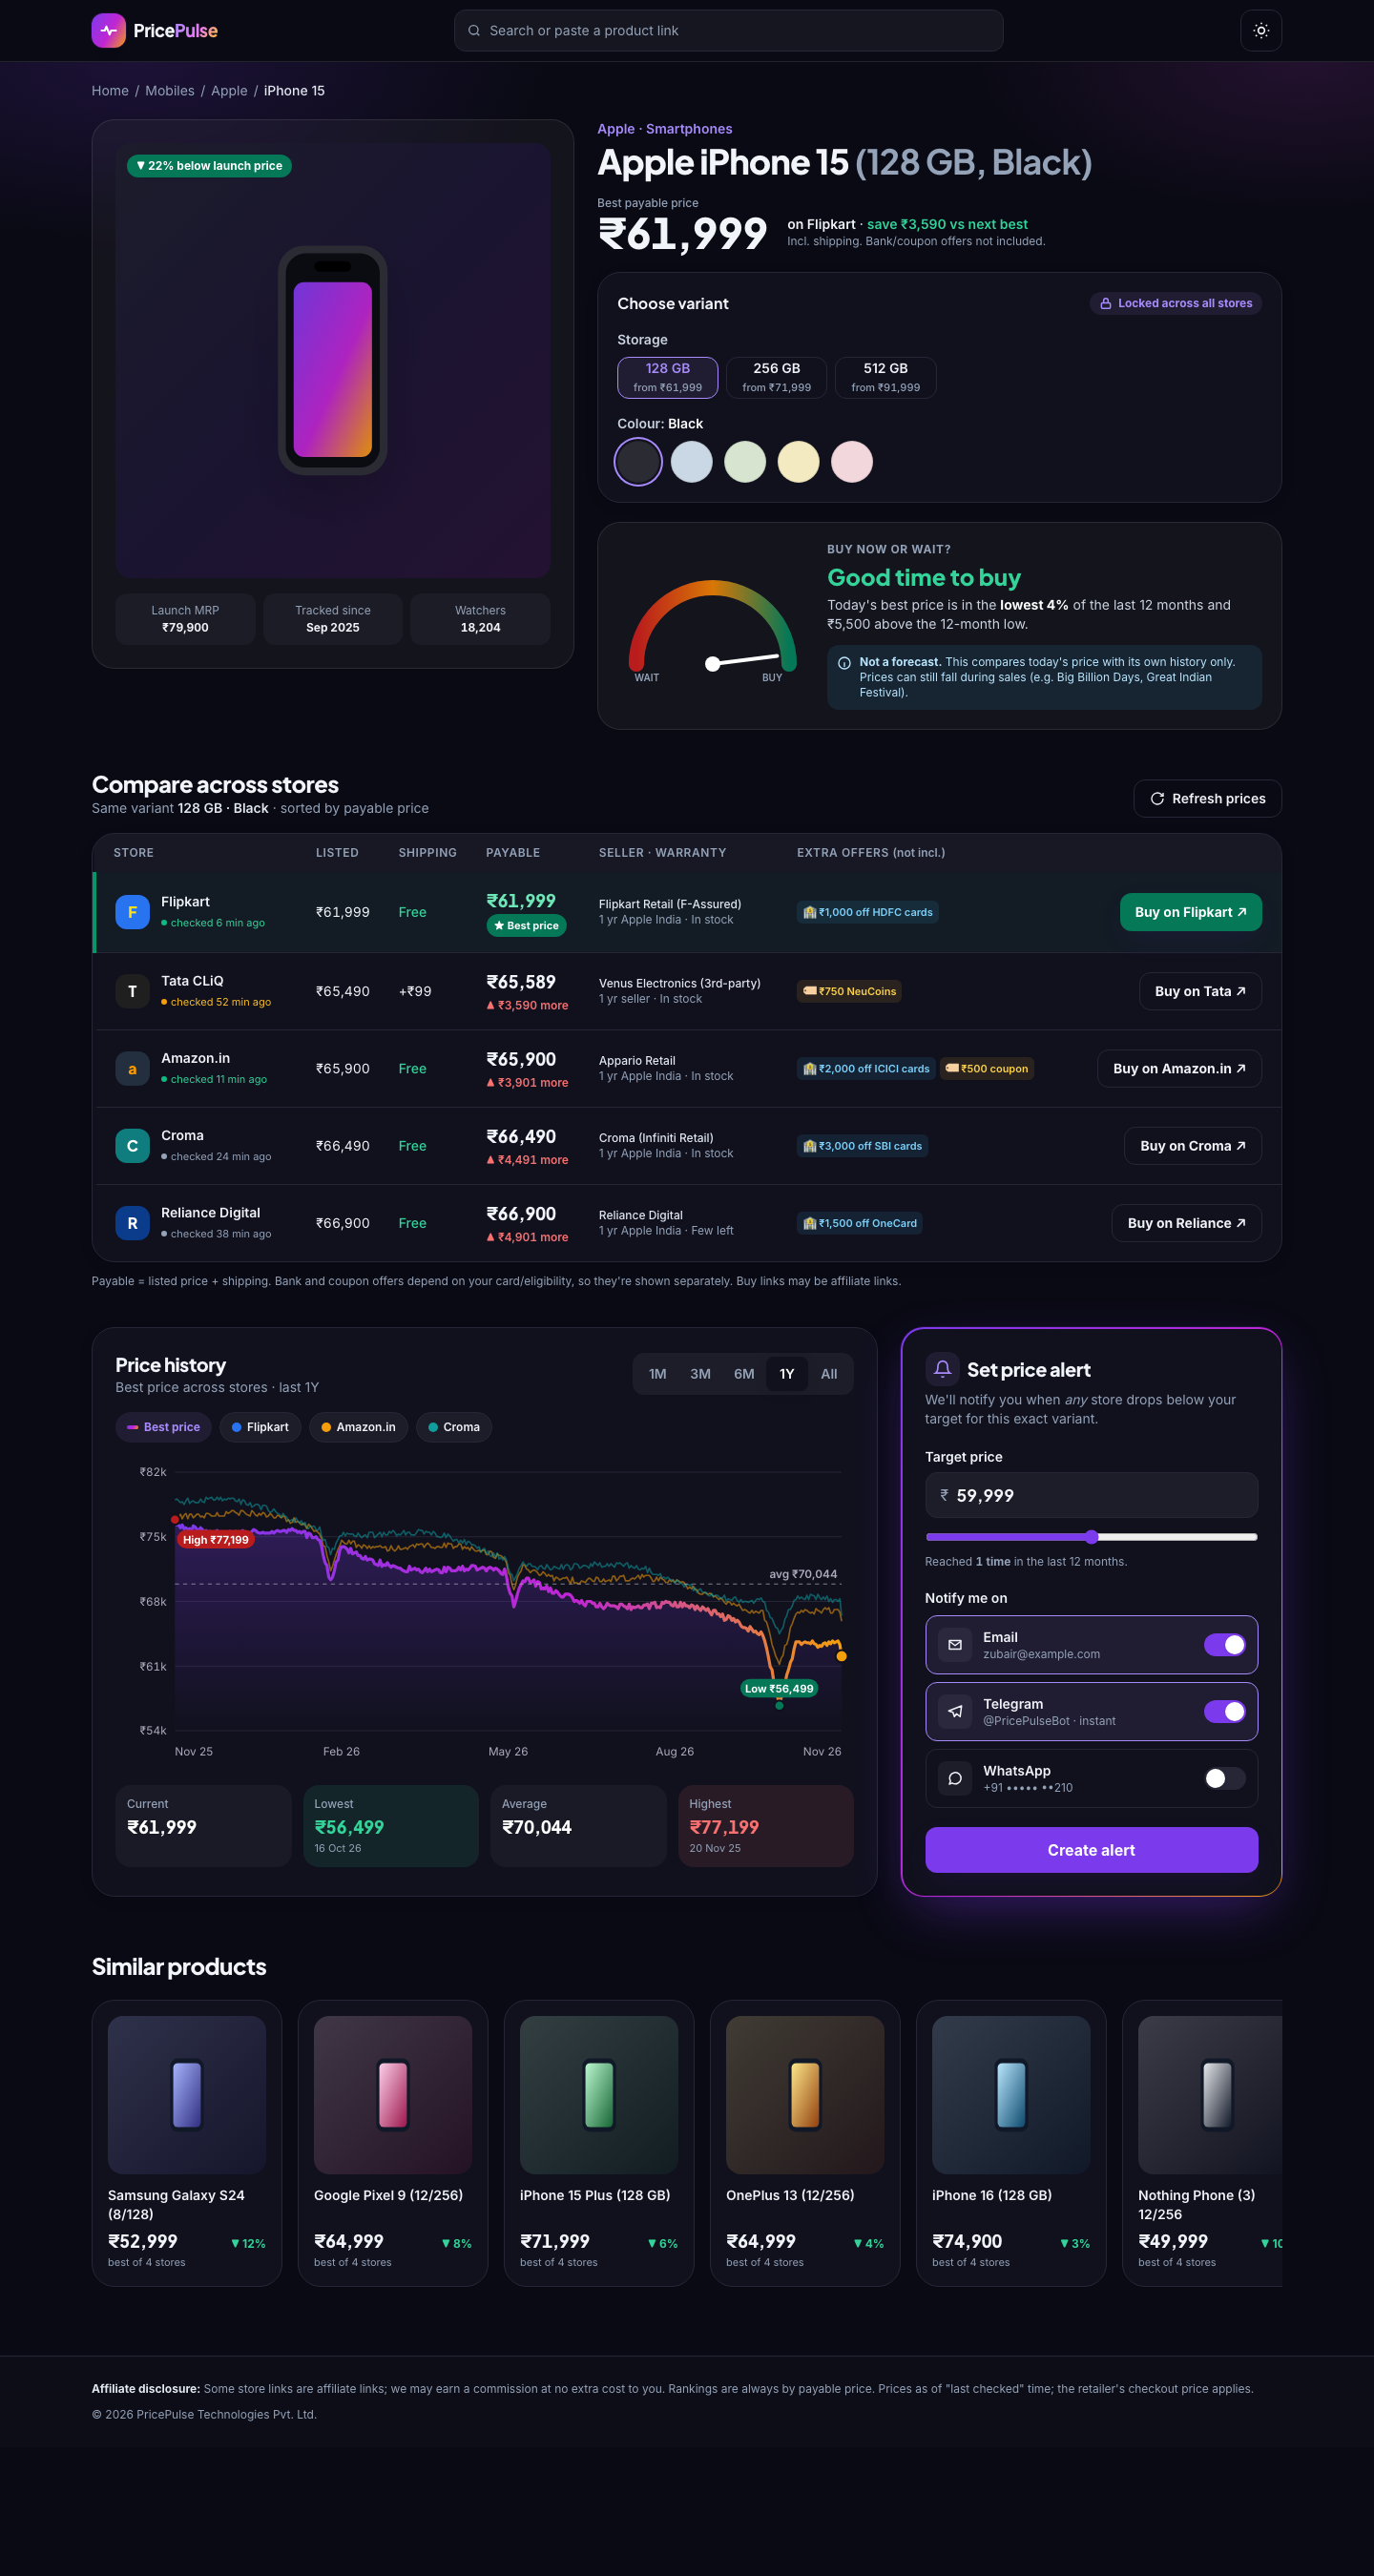 PricePulse
Search or paste a product link
Home / Mobiles / Apple / iPhone 15
▼ 22% below launch price
Launch MRP
₹79,900
Tracked since
Sep 2025
Watchers
18,204
Apple · Smartphones
Apple iPhone 15 (128 GB, Black)
Best payable price
₹61,999
on Flipkart · save ₹3,590 vs next best
Incl. shipping. Bank/coupon offers not included.
Choose variant
Locked across all stores
Storage
128 GB
from ₹61,999
256 GB
from ₹71,999
512 GB
from ₹91,999
Colour: Black
WAIT
BUY
BUY NOW OR WAIT?
Good time to buy
Today's best price is in the lowest 4% of the last 12 months and
₹5,500 above the 12-month low.
Not a forecast. This compares today's price with its own history only.
Prices can still fall during sales (e.g. Big Billion Days, Great Indian
Festival).
Compare across stores
Same variant 128 GB · Black · sorted by payable price
Refresh prices
STORE LISTED SHIPPING PAYABLE SELLER · WARRANTY EXTRA OFFERS (not incl.)
F
Flipkart
checked 6 min ago
₹61,999
Free
₹61,999
★ Best price
Flipkart Retail (F-Assured)
1 yr Apple India · In stock
🏦 ₹1,000 off HDFC cards
Buy on Flipkart ↗
T
Tata CLiQ
checked 52 min ago
₹65,490
+₹99
₹65,589
▲ ₹3,590 more
Venus Electronics (3rd-party)
1 yr seller · In stock
🏷️ ₹750 NeuCoins
Buy on Tata ↗
a
Amazon.in
checked 11 min ago
₹65,900
Free
₹65,900
▲ ₹3,901 more
Appario Retail
1 yr Apple India · In stock
🏦 ₹2,000 off ICICI cards
🏷️ ₹500 coupon
Buy on Amazon.in ↗
C
Croma
checked 24 min ago
₹66,490
Free
₹66,490
▲ ₹4,491 more
Croma (Infiniti Retail)
1 yr Apple India · In stock
🏦 ₹3,000 off SBI cards
Buy on Croma ↗
R
Reliance Digital
checked 38 min ago
₹66,900
Free
₹66,900
▲ ₹4,901 more
Reliance Digital
1 yr Apple India · Few left
🏦 ₹1,500 off OneCard
Buy on Reliance ↗
Payable = listed price + shipping. Bank and coupon offers depend on your card/eligibility, so they're shown separately. Buy links may be affiliate links.
Price history
Best price across stores · last 1Y
1M 3M 6M 1Y All
Best price
Flipkart
Amazon.in
Croma
₹82k
₹75k
₹68k
₹61k
₹54k
High ₹77,199
avg ₹70,044
Low ₹56,499
Nov 25 Feb 26 May 26 Aug 26 Nov 26
Current
₹61,999
Lowest
₹56,499
16 Oct 26
Average
₹70,044
Highest
₹77,199
20 Nov 25
Set price alert
We'll notify you when any store drops below your
target for this exact variant.
Target price
₹ 59,999
Reached 1 time in the last 12 months.
Notify me on
Email
zubair@example.com
Telegram
@PricePulseBot · instant
WhatsApp
+91 ••••• ••210
Create alert
Similar products
Samsung Galaxy S24
(8/128)
₹52,999
▼ 12%
best of 4 stores
Google Pixel 9 (12/256)
₹64,999
▼ 8%
best of 4 stores
iPhone 15 Plus (128 GB)
₹71,999
▼ 6%
best of 4 stores
OnePlus 13 (12/256)
₹64,999
▼ 4%
best of 4 stores
iPhone 16 (128 GB)
₹74,900
▼ 3%
best of 4 stores
Nothing Phone (3)
12/256
₹49,999
▼ 10
best of 4 stores
Affiliate disclosure: Some store links are affiliate links; we may earn a commission at no extra cost to you. Rankings are always by payable price. Prices as of "last checked" time; the retailer's checkout price applies.
© 2026 PricePulse Technologies Pvt. Ltd.